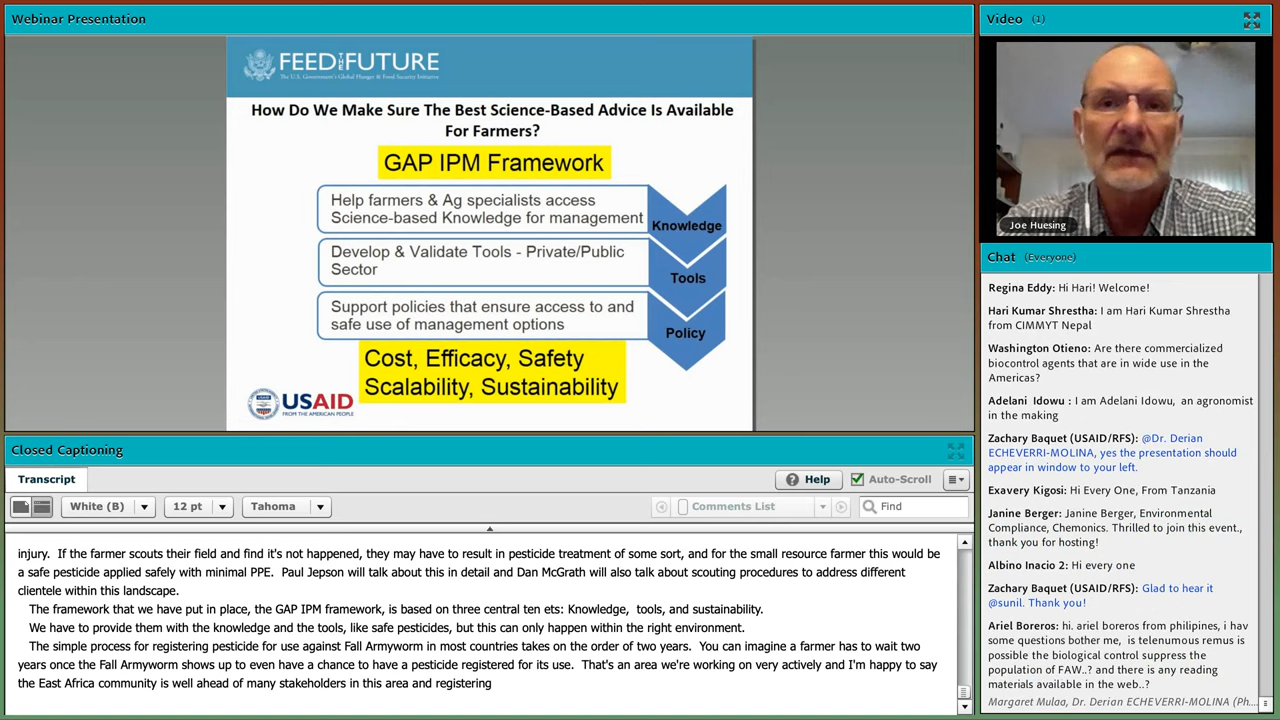 Webinar Presentation
FEED THE FUTURE
The U.S. Government's Global Hunger & Food Security Initiative
How Do We Make Sure The Best Science-Based Advice Is Available
For Farmers?
GAP IPM Framework
Help farmers & Ag specialists access
Science-based Knowledge for management
Knowledge
Develop & Validate Tools - Private/Public
Sector
Tools
Support policies that ensure access to and
safe use of management options
Policy
Cost, Efficacy, Safety
Scalability, Sustainability
USAID
FROM THE AMERICAN PEOPLE
Video (1)
Joe Huesing
Chat (Everyone)
Regina Eddy: Hi Hari! Welcome!
Hari Kumar Shrestha: I am Hari Kumar Shrestha
from CIMMYT Nepal
Washington Otieno: Are there commercialized
biocontrol agents that are in wide use in the
Americas?
Adelani Idowu : I am Adelani Idowu, an agronomist
in the making
Zachary Baquet (USAID/RFS): @Dr. Derian
ECHEVERRI-MOLINA, yes the presentation should
appear in window to your left.
Exavery Kigosi: Hi Every One, From Tanzania
Janine Berger: Janine Berger, Environmental
Compliance, Chemonics. Thrilled to join this event.,
thank you for hosting!
Albino Inacio 2: Hi every one
Zachary Baquet (USAID/RFS): Glad to hear it
@sunil. Thank you!
Ariel Boreros: hi. ariel boreros from philipines, i hav
some questions bother me, is telenumous remus is
possible the biological control suppress the
population of FAW..? and there is any reading
materials available in the web..?
Margaret Mulaa, Dr. Derian ECHEVERRI-MOLINA (Ph...
Closed Captioning
Transcript
Help
Auto-Scroll
White (B)
12 pt
Tahoma
Comments List
Find
injury. If the farmer scouts their field and find it's not happened, they may have to result in pesticide treatment of some sort, and for the small resource farmer this would be
a safe pesticide applied safely with minimal PPE. Paul Jepson will talk about this in detail and Dan McGrath will also talk about scouting procedures to address different
clientele within this landscape.
The framework that we have put in place, the GAP IPM framework, is based on three central ten ets: Knowledge, tools, and sustainability.
We have to provide them with the knowledge and the tools, like safe pesticides, but this can only happen within the right environment.
The simple process for registering pesticide for use against Fall Armyworm in most countries takes on the order of two years. You can imagine a farmer has to wait two
years once the Fall Armyworm shows up to even have a chance to have a pesticide registered for its use. That's an area we're working on very actively and I'm happy to say
the East Africa community is well ahead of many stakeholders in this area and registering